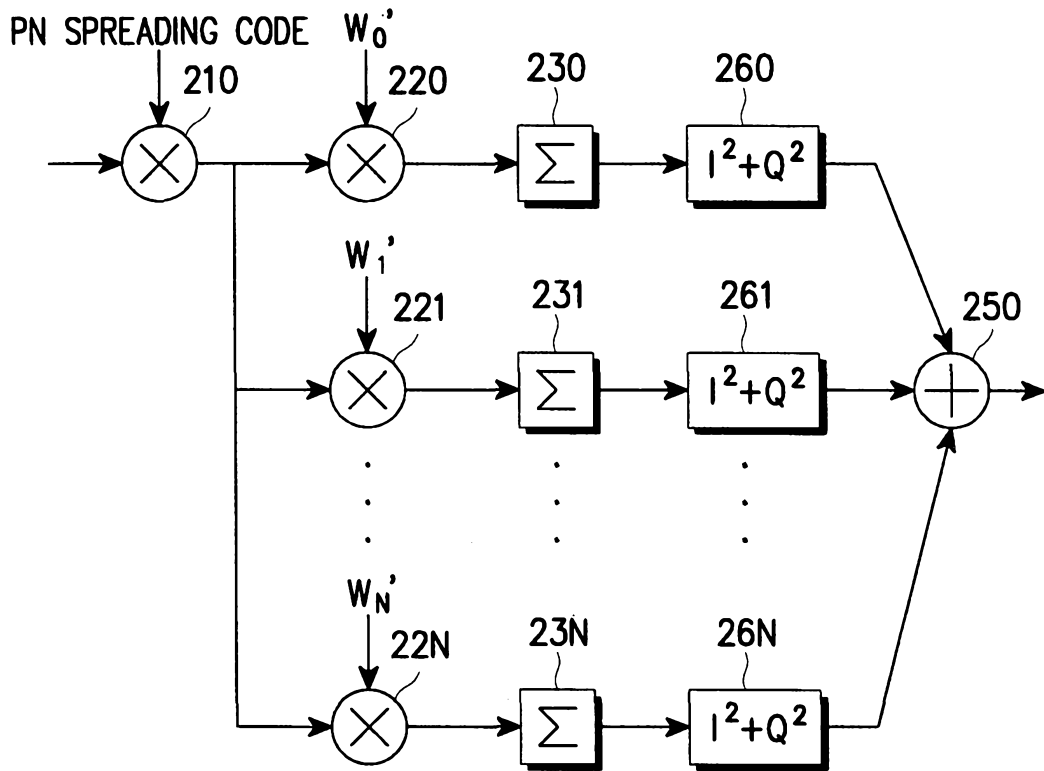 PN SPREADING CODE
W₀'
210
220
230
260
×
×
Σ
I²+Q²
W₁'
221
231
261
250
×
Σ
I²+Q²
+
W_N'
22N
23N
26N
×
Σ
I²+Q²